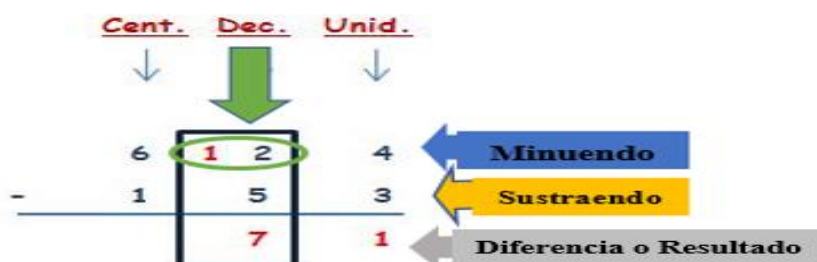 Cent. Dec. Unid.
6 1 2 4 Minuendo
- 1 5 3 Sustraendo
7 1 Diferencia o Resultado